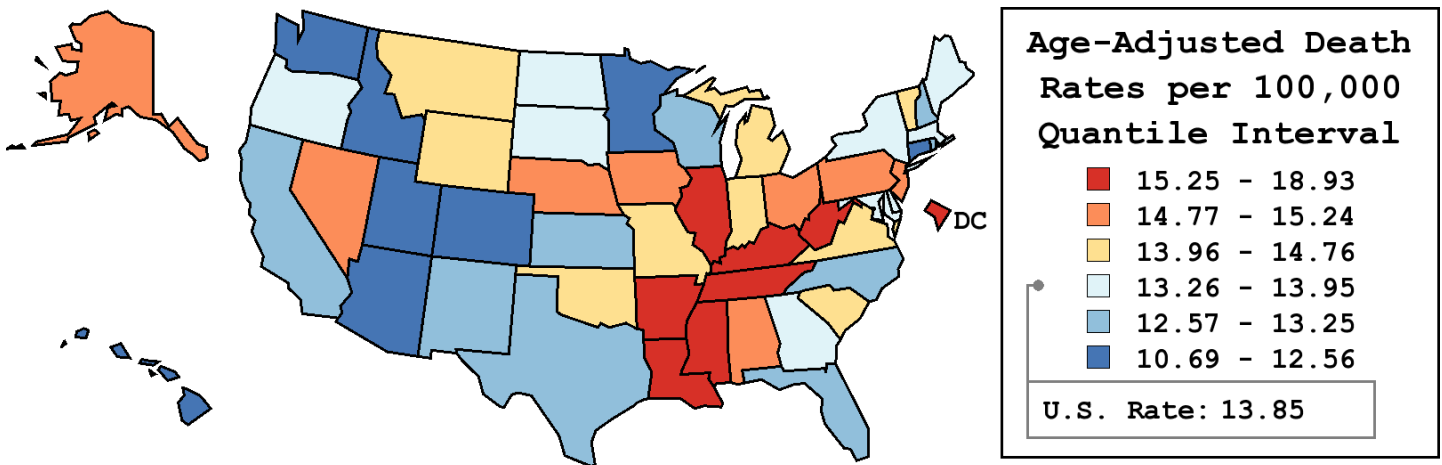 Age-Adjusted Death
Rates per 100,000
Quantile Interval
15.25 - 18.93
14.77 - 15.24
13.96 - 14.76
DC
13.26 - 13.95
12.57 - 13.25
10.69 - 12.56
U.S. Rate: 13.85